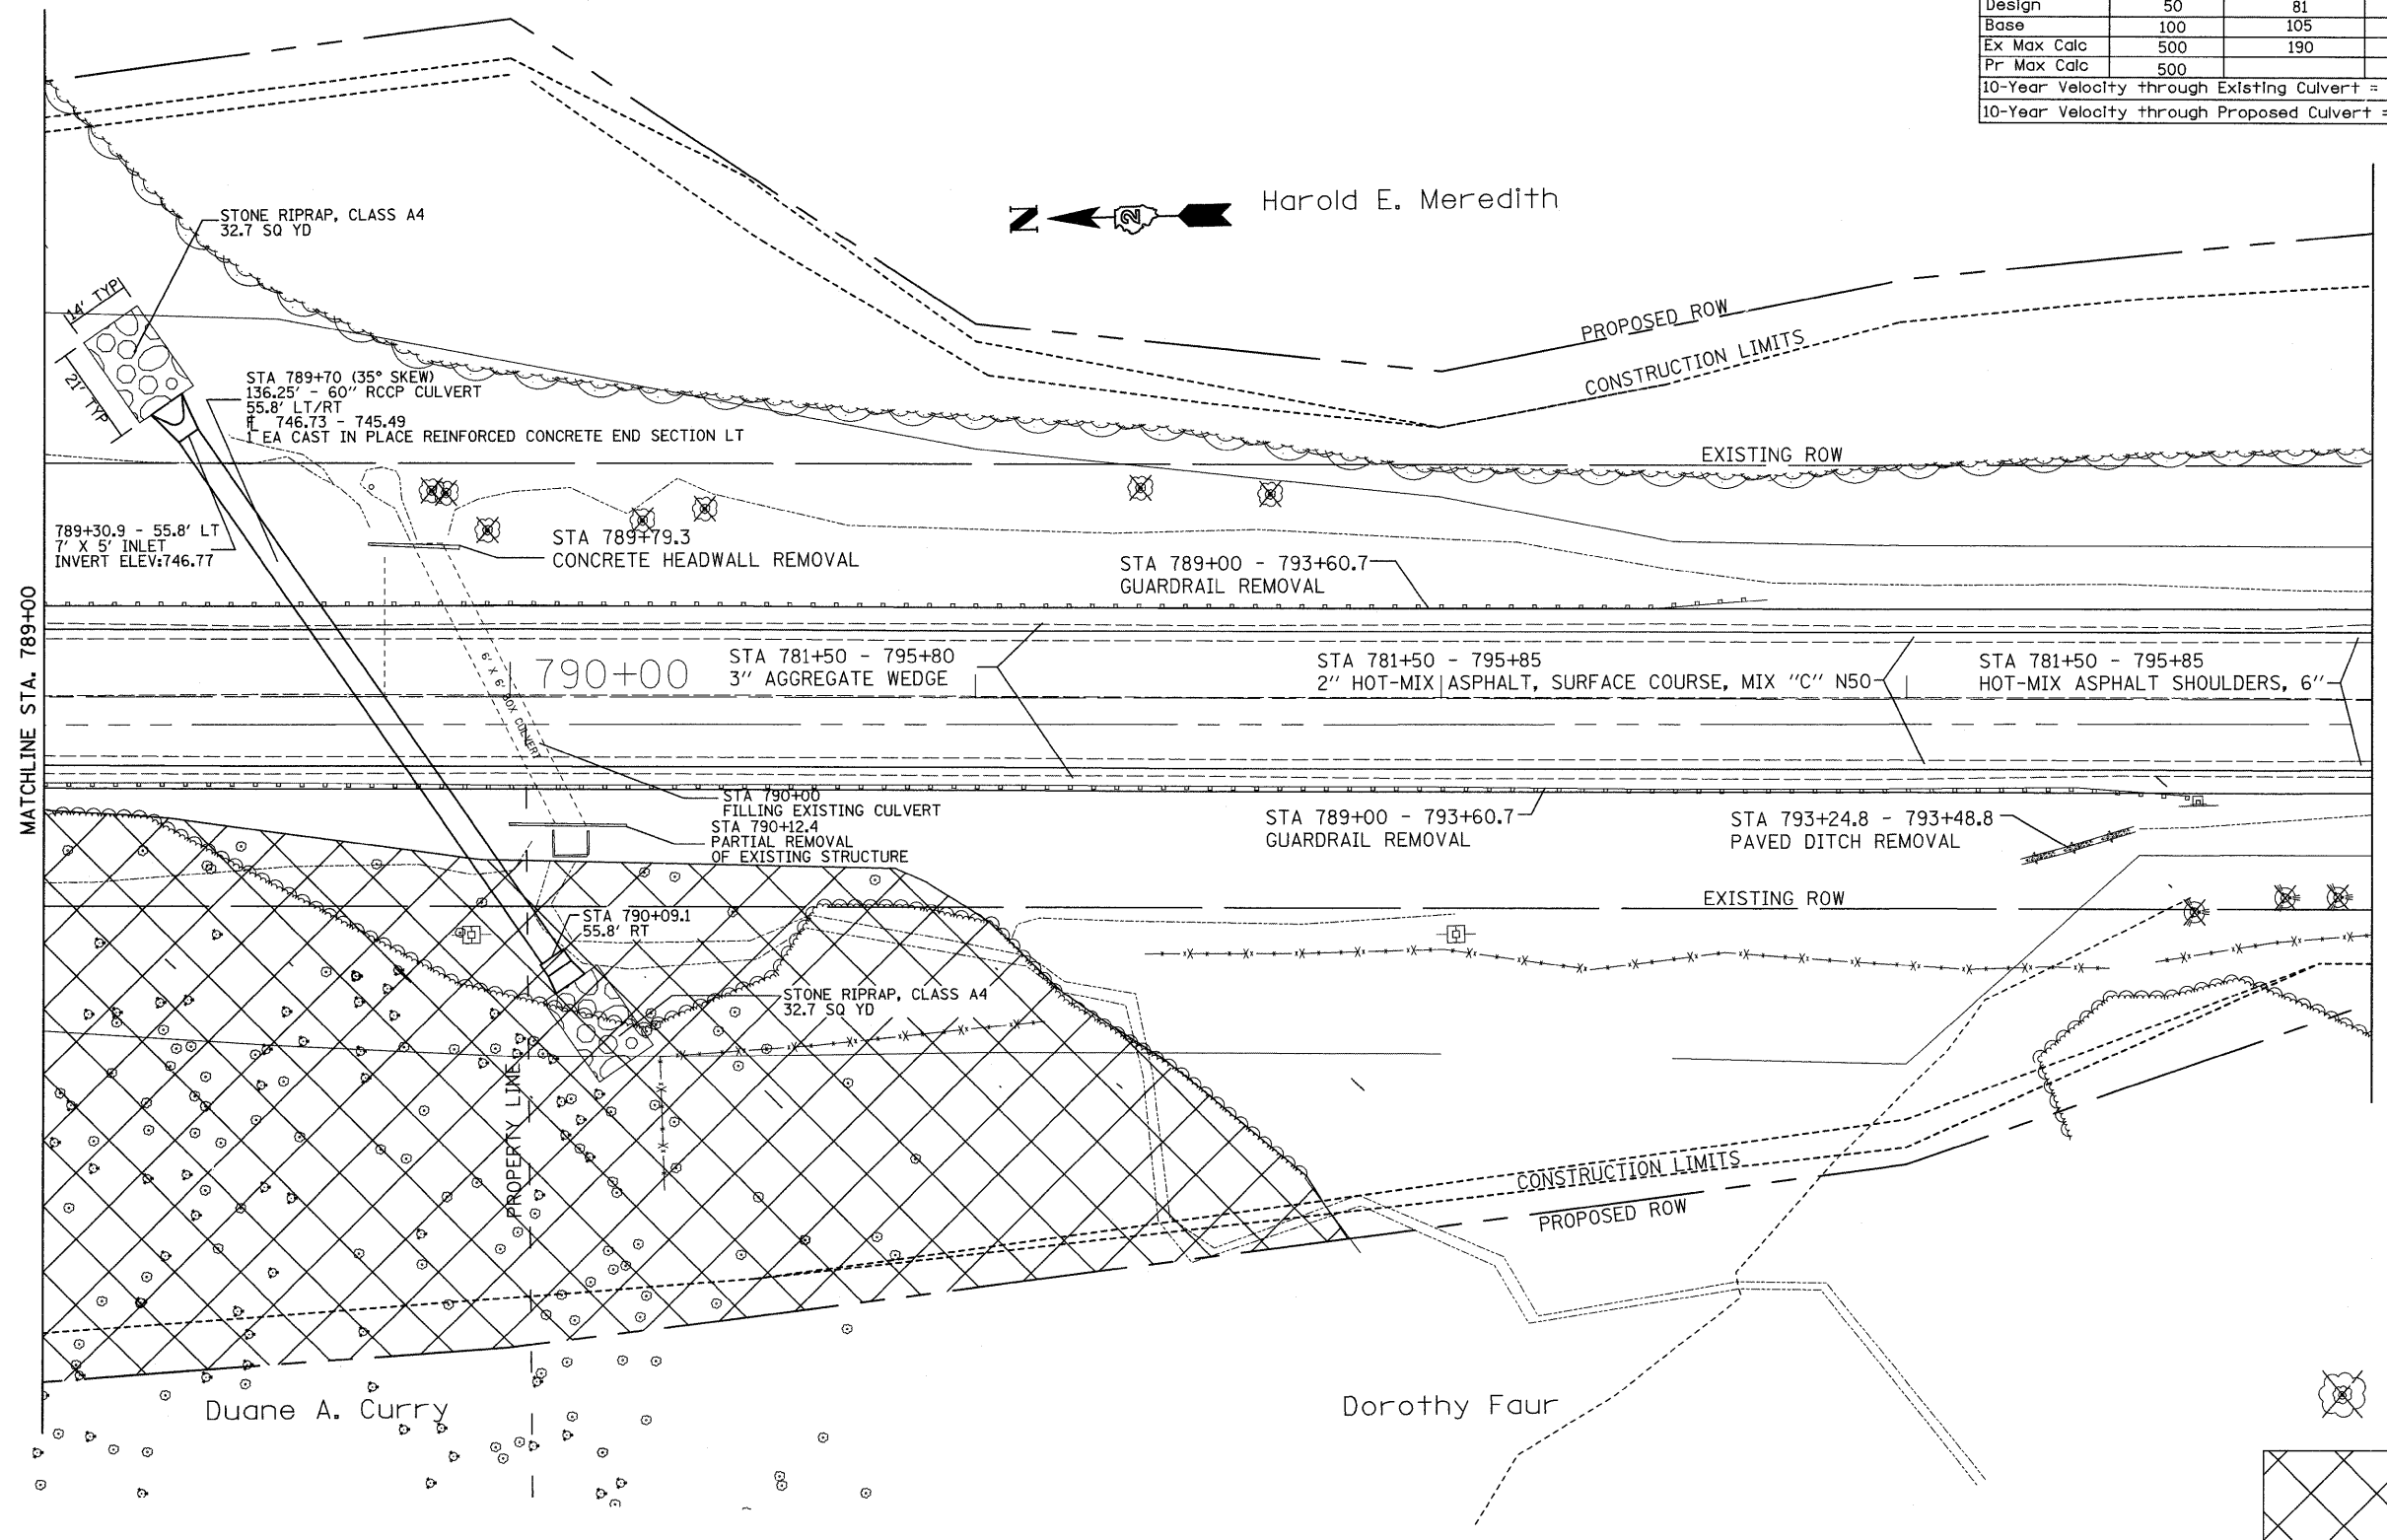 Design 50 81
Base 100 105
Ex Max Calc 500 190
Pr Max Calc 500
10-Year Velocity through Existing Culvert =
10-Year Velocity through Proposed Culvert =
N
2
Harold E. Meredith
STONE RIPRAP, CLASS A4
32.7 SQ YD
14' TYP
21' TYP
PROPOSED ROW
CONSTRUCTION LIMITS
STA 789+70 (35° SKEW)
136.25' - 60" RCCP CULVERT
55.8' LT/RT
FL 746.73 - 745.49
1 EA CAST IN PLACE REINFORCED CONCRETE END SECTION LT
EXISTING ROW
789+30.9 - 55.8' LT
7' X 5' INLET
INVERT ELEV:746.77
STA 789+79.3
CONCRETE HEADWALL REMOVAL
STA 789+00 - 793+60.7
GUARDRAIL REMOVAL
MATCHLINE STA. 789+00
6' X 6' BOX CULVERT
790+00
STA 781+50 - 795+80
3" AGGREGATE WEDGE
STA 781+50 - 795+85
2" HOT-MIX ASPHALT, SURFACE COURSE, MIX "C" N50
STA 781+50 - 795+85
HOT-MIX ASPHALT SHOULDERS, 6"
STA 790+00
FILLING EXISTING CULVERT
STA 790+12.4
PARTIAL REMOVAL
OF EXISTING STRUCTURE
STA 789+00 - 793+60.7
GUARDRAIL REMOVAL
STA 793+24.8 - 793+48.8
PAVED DITCH REMOVAL
EXISTING ROW
STA 790+09.1
55.8' RT
STONE RIPRAP, CLASS A4
32.7 SQ YD
PROPERTY LINE
CONSTRUCTION LIMITS
PROPOSED ROW
Duane A. Curry
Dorothy Faur